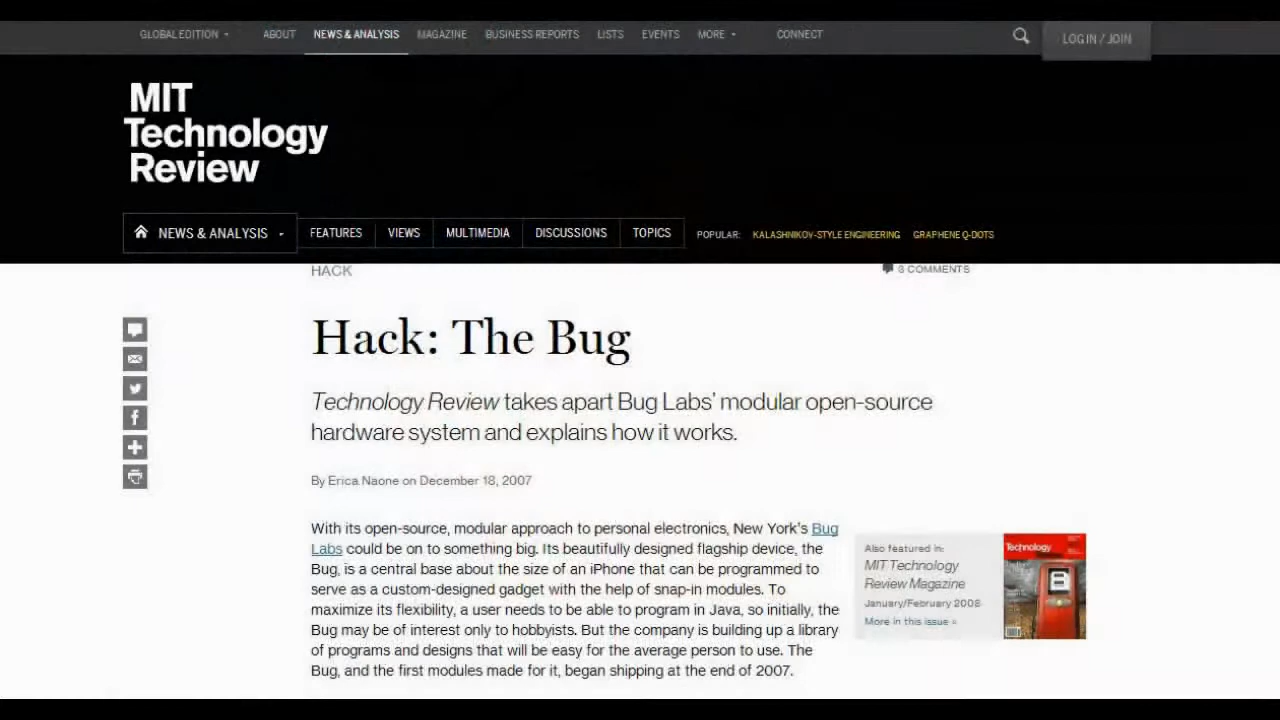 GLOBAL EDITION ABOUT NEWS & ANALYSIS MAGAZINE BUSINESS REPORTS LISTS EVENTS MORE CONNECT LOG IN / JOIN
MIT
Technology
Review
NEWS & ANALYSIS FEATURES VIEWS MULTIMEDIA DISCUSSIONS TOPICS POPULAR: KALASHNIKOV-STYLE ENGINEERING GRAPHENE Q-DOTS
HACK
3 COMMENTS
Hack: The Bug
Technology Review takes apart Bug Labs' modular open-source
hardware system and explains how it works.
By Erica Naone on December 18, 2007
With its open-source, modular approach to personal electronics, New York's Bug
Labs could be on to something big. Its beautifully designed flagship device, the
Bug, is a central base about the size of an iPhone that can be programmed to
serve as a custom-designed gadget with the help of snap-in modules. To
maximize its flexibility, a user needs to be able to program in Java, so initially, the
Bug may be of interest only to hobbyists. But the company is building up a library
of programs and designs that will be easy for the average person to use. The
Bug, and the first modules made for it, began shipping at the end of 2007.
Also featured in:
MIT Technology
Review Magazine
January/February 2008
More in this issue »
Technology